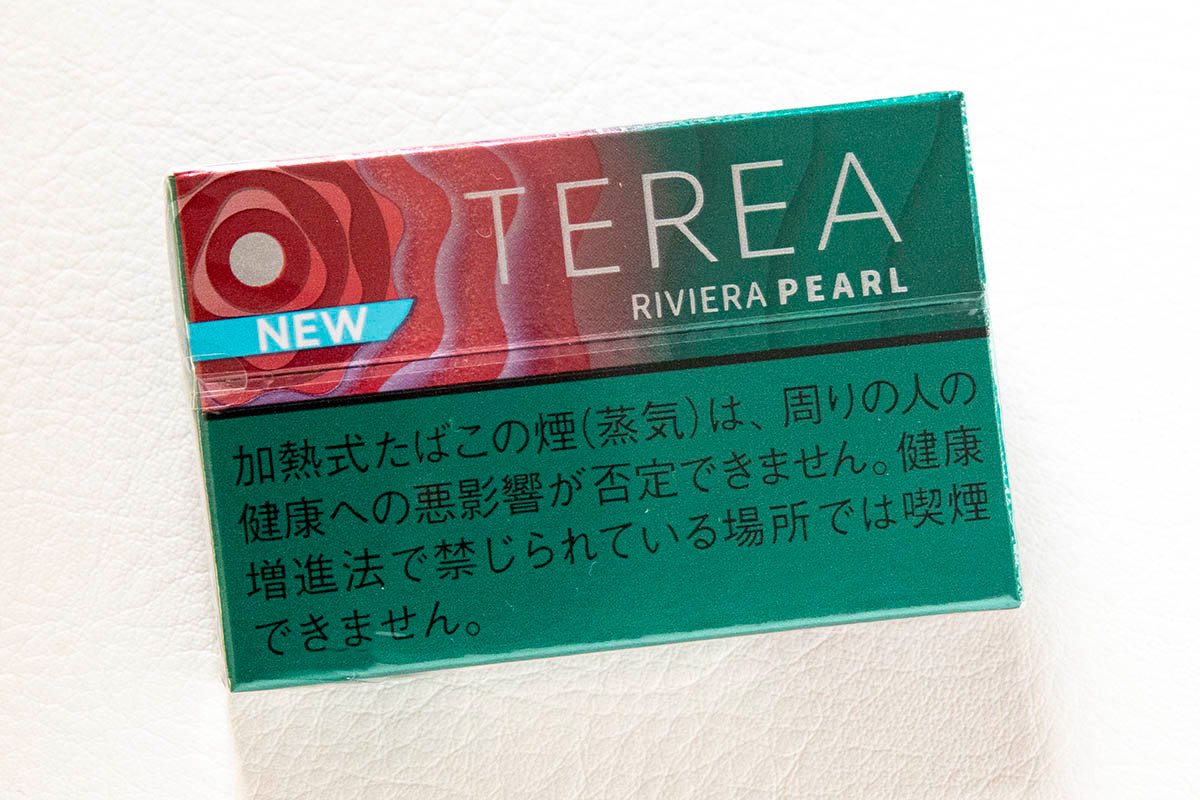 TEREA
RIVIERA PEARL
NEW
加熱式たばこの煙(蒸気)は、周りの人の
健康への悪影響が否定できません。健康
増進法で禁じられている場所では喫煙
できません。